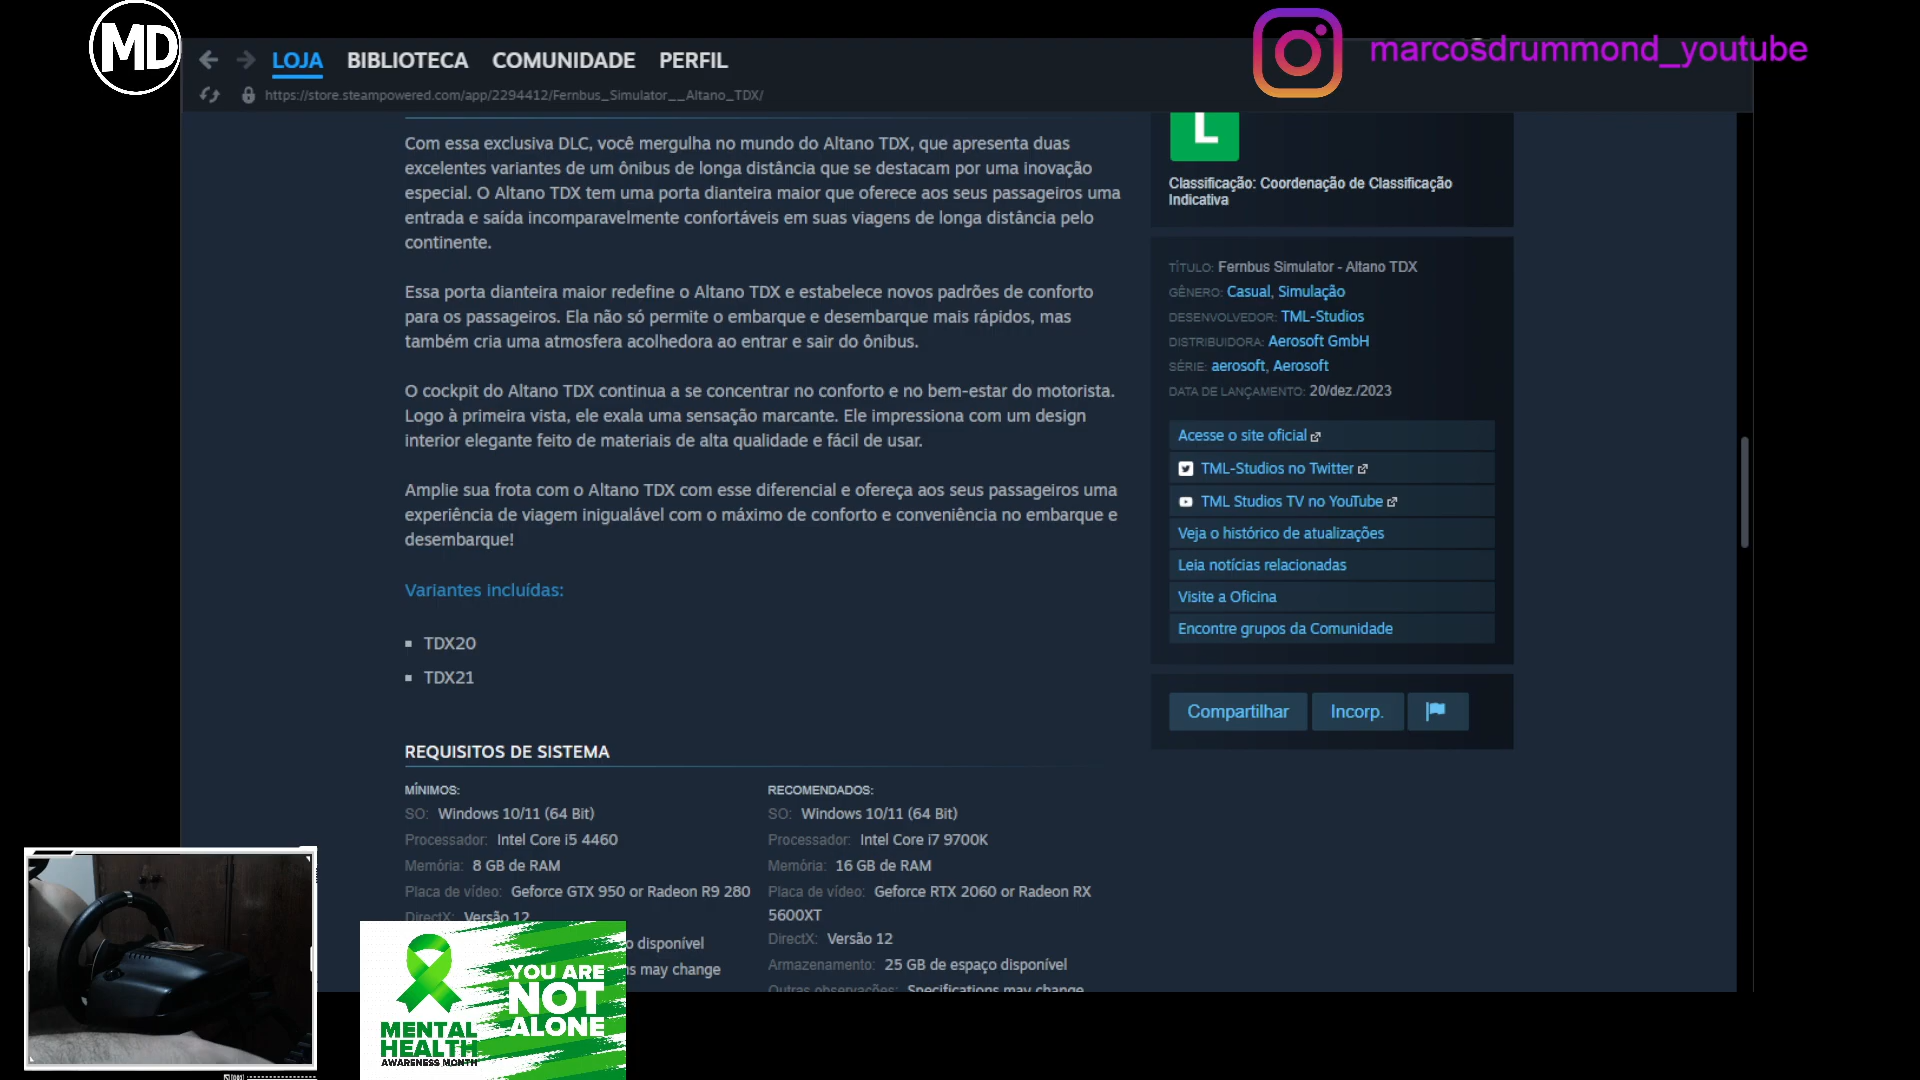 MD
LOJA BIBLIOTECA COMUNIDADE PERFIL
marcosdrummond_youtube
https://store.steampowered.com/app/2294412/Fernbus_Simulator__Altano_TDX/
Com essa exclusiva DLC, você mergulha no mundo do Altano TDX, que apresenta duas
excelentes variantes de um ônibus de longa distância que se destacam por uma inovação
especial. O Altano TDX tem uma porta dianteira maior que oferece aos seus passageiros uma
entrada e saída incomparavelmente confortáveis em suas viagens de longa distância pelo
continente.
Essa porta dianteira maior redefine o Altano TDX e estabelece novos padrões de conforto
para os passageiros. Ela não só permite o embarque e desembarque mais rápidos, mas
também cria uma atmosfera acolhedora ao entrar e sair do ônibus.
O cockpit do Altano TDX continua a se concentrar no conforto e no bem-estar do motorista.
Logo à primeira vista, ele exala uma sensação marcante. Ele impressiona com um design
interior elegante feito de materiais de alta qualidade e fácil de usar.
Amplie sua frota com o Altano TDX com esse diferencial e ofereça aos seus passageiros uma
experiência de viagem inigualável com o máximo de conforto e conveniência no embarque e
desembarque!
Variantes incluídas:
TDX20
TDX21
REQUISITOS DE SISTEMA
MÍNIMOS:
SO: Windows 10/11 (64 Bit)
Processador: Intel Core i5 4460
Memória: 8 GB de RAM
Placa de vídeo: Geforce GTX 950 or Radeon R9 280
DirectX: Versão 12
o disponível
s may change
RECOMENDADOS:
SO: Windows 10/11 (64 Bit)
Processador: Intel Core i7 9700K
Memória: 16 GB de RAM
Placa de vídeo: Geforce RTX 2060 or Radeon RX
5600XT
DirectX: Versão 12
Armazenamento: 25 GB de espaço disponível
Outras observações: Specifications may change
L
Classificação: Coordenação de Classificação
Indicativa
TÍTULO: Fernbus Simulator - Altano TDX
GÊNERO: Casual, Simulação
DESENVOLVEDOR: TML-Studios
DISTRIBUIDORA: Aerosoft GmbH
SÉRIE: aerosoft, Aerosoft
DATA DE LANÇAMENTO: 20/dez./2023
Acesse o site oficial
TML-Studios no Twitter
TML Studios TV no YouTube
Veja o histórico de atualizações
Leia notícias relacionadas
Visite a Oficina
Encontre grupos da Comunidade
Compartilhar Incorp.
MENTAL
HEALTH
AWARENESS MONTH
YOU ARE
NOT
ALONE